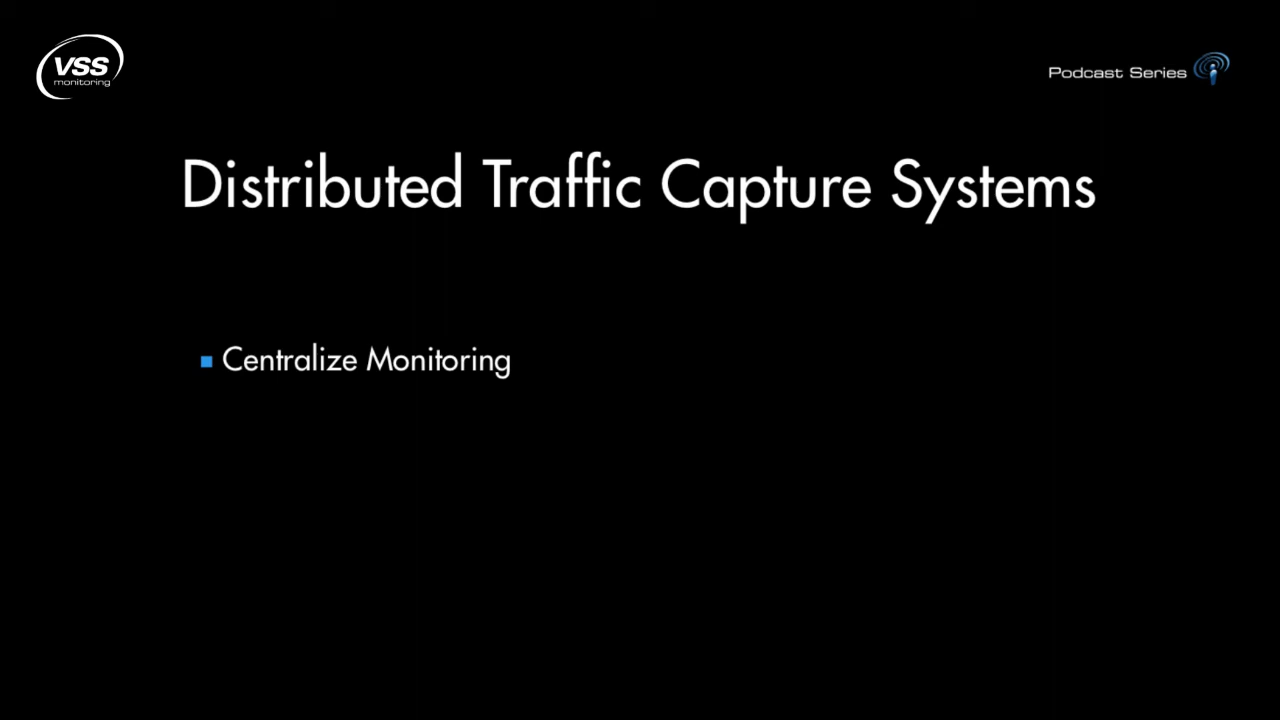 VSS
monitoring
Podcast Series
Distributed Traffic Capture Systems
Centralize Monitoring